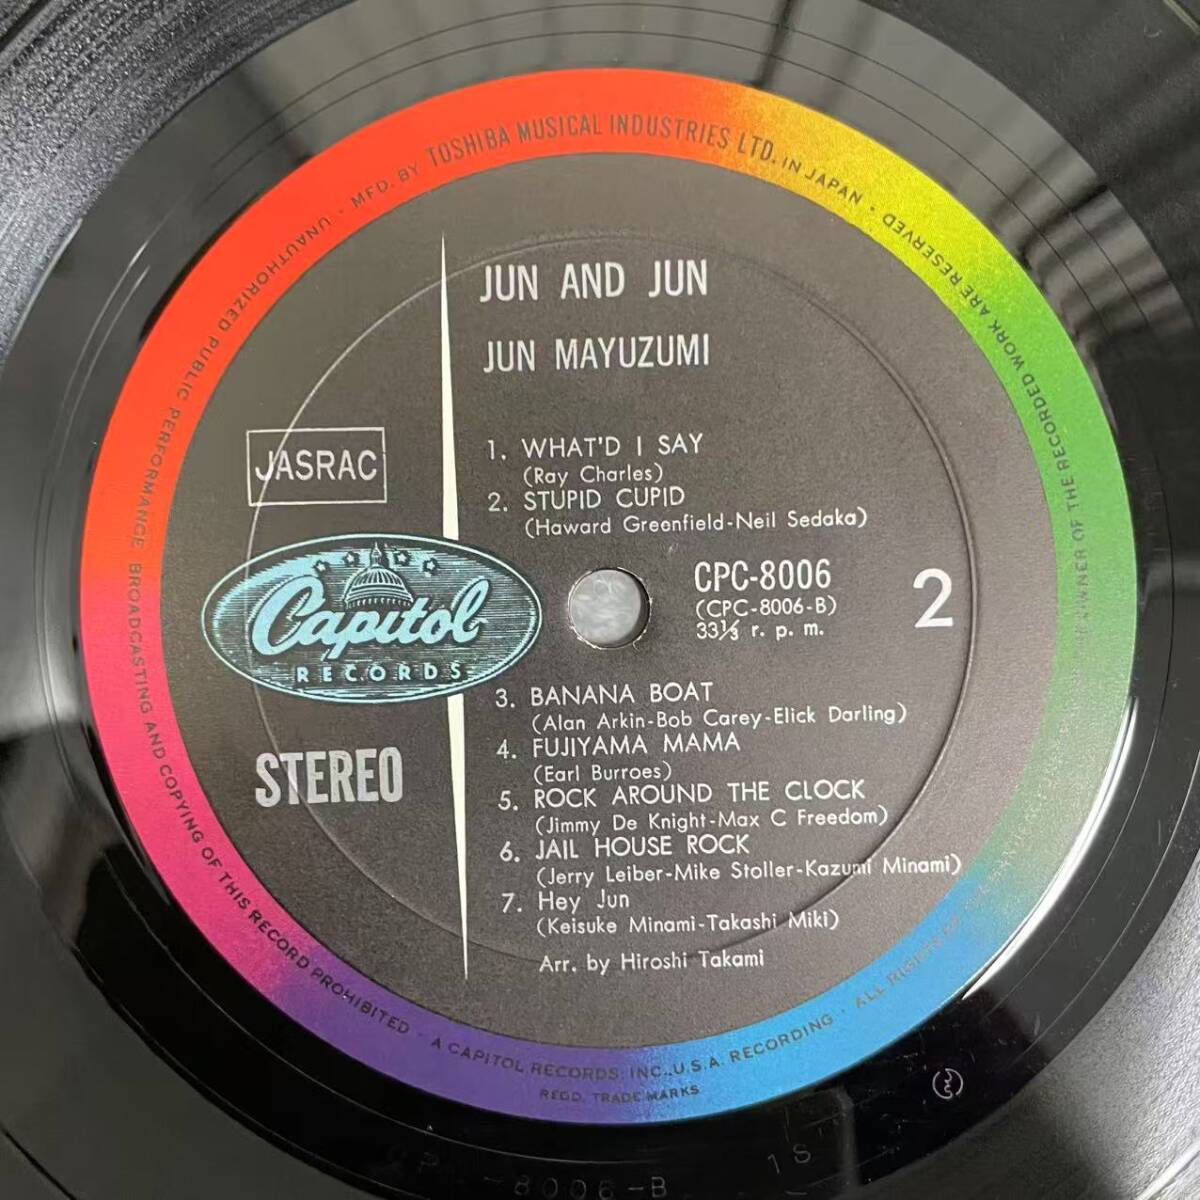 MFD. BY TOSHIBA MUSICAL INDUSTRIES LTD. IN JAPAN · ALL RIGHTS OF THE OWNER OF THE RECORDED WORK ARE RESERVED
UNAUTHORIZED PUBLIC PERFORMANCE BROADCASTING AND COPYING OF THIS RECORD PROHIBITED · A CAPITOL RECORDS, INC., U.S.A. RECORDING ·
REGD. TRADE MARKS
JUN AND JUN
JUN MAYUZUMI
JASRAC
1. WHAT'D I SAY
(Ray Charles)
2. STUPID CUPID
(Haward Greenfield-Neil Sedaka)
CPC-8006
(CPC-8006-B)
33⅓ r. p. m.
2
Capitol
RECORDS
STEREO
3. BANANA BOAT
(Alan Arkin-Bob Carey-Elick Darling)
4. FUJIYAMA MAMA
(Earl Burroes)
5. ROCK AROUND THE CLOCK
(Jimmy De Knight-Max C Freedom)
6. JAIL HOUSE ROCK
(Jerry Leiber-Mike Stoller-Kazumi Minami)
7. Hey Jun
(Keisuke Minami-Takashi Miki)
Arr. by Hiroshi Takami
-8006-B 1S